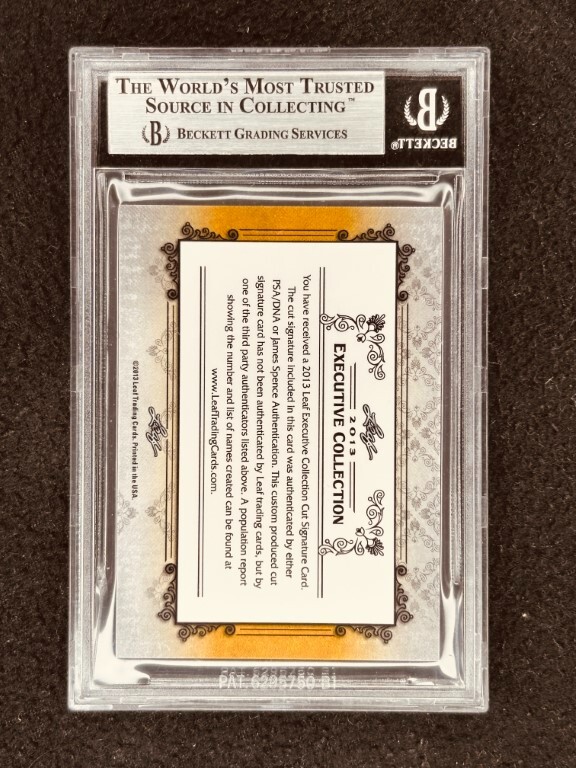 THE WORLD'S MOST TRUSTED
SOURCE IN COLLECTING™
B BECKETT GRADING SERVICES
B
BECKETT®
Leaf
2013
EXECUTIVE COLLECTION
You have received a 2013 Leaf Executive Collection Cut Signature Card.
The cut signature included in this card was authenticated by either
PSA/DNA or James Spence Authentication. This custom produced cut
signature card has not been authenticated by Leaf trading cards, but by
one of the third party authenticators listed above. A population report
showing the number and list of names created can be found at
www.LeafTradingCards.com.
Leaf
©2013 Leaf Trading Cards. Printed in the USA.